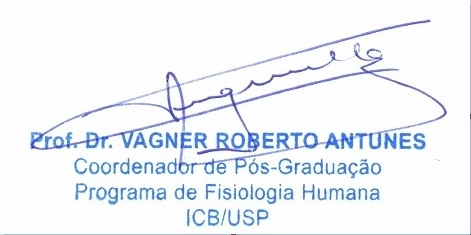 Prof. Dr. VAGNER ROBERTO ANTUNES
Coordenador de Pós-Graduação
Programa de Fisiologia Humana
ICB/USP